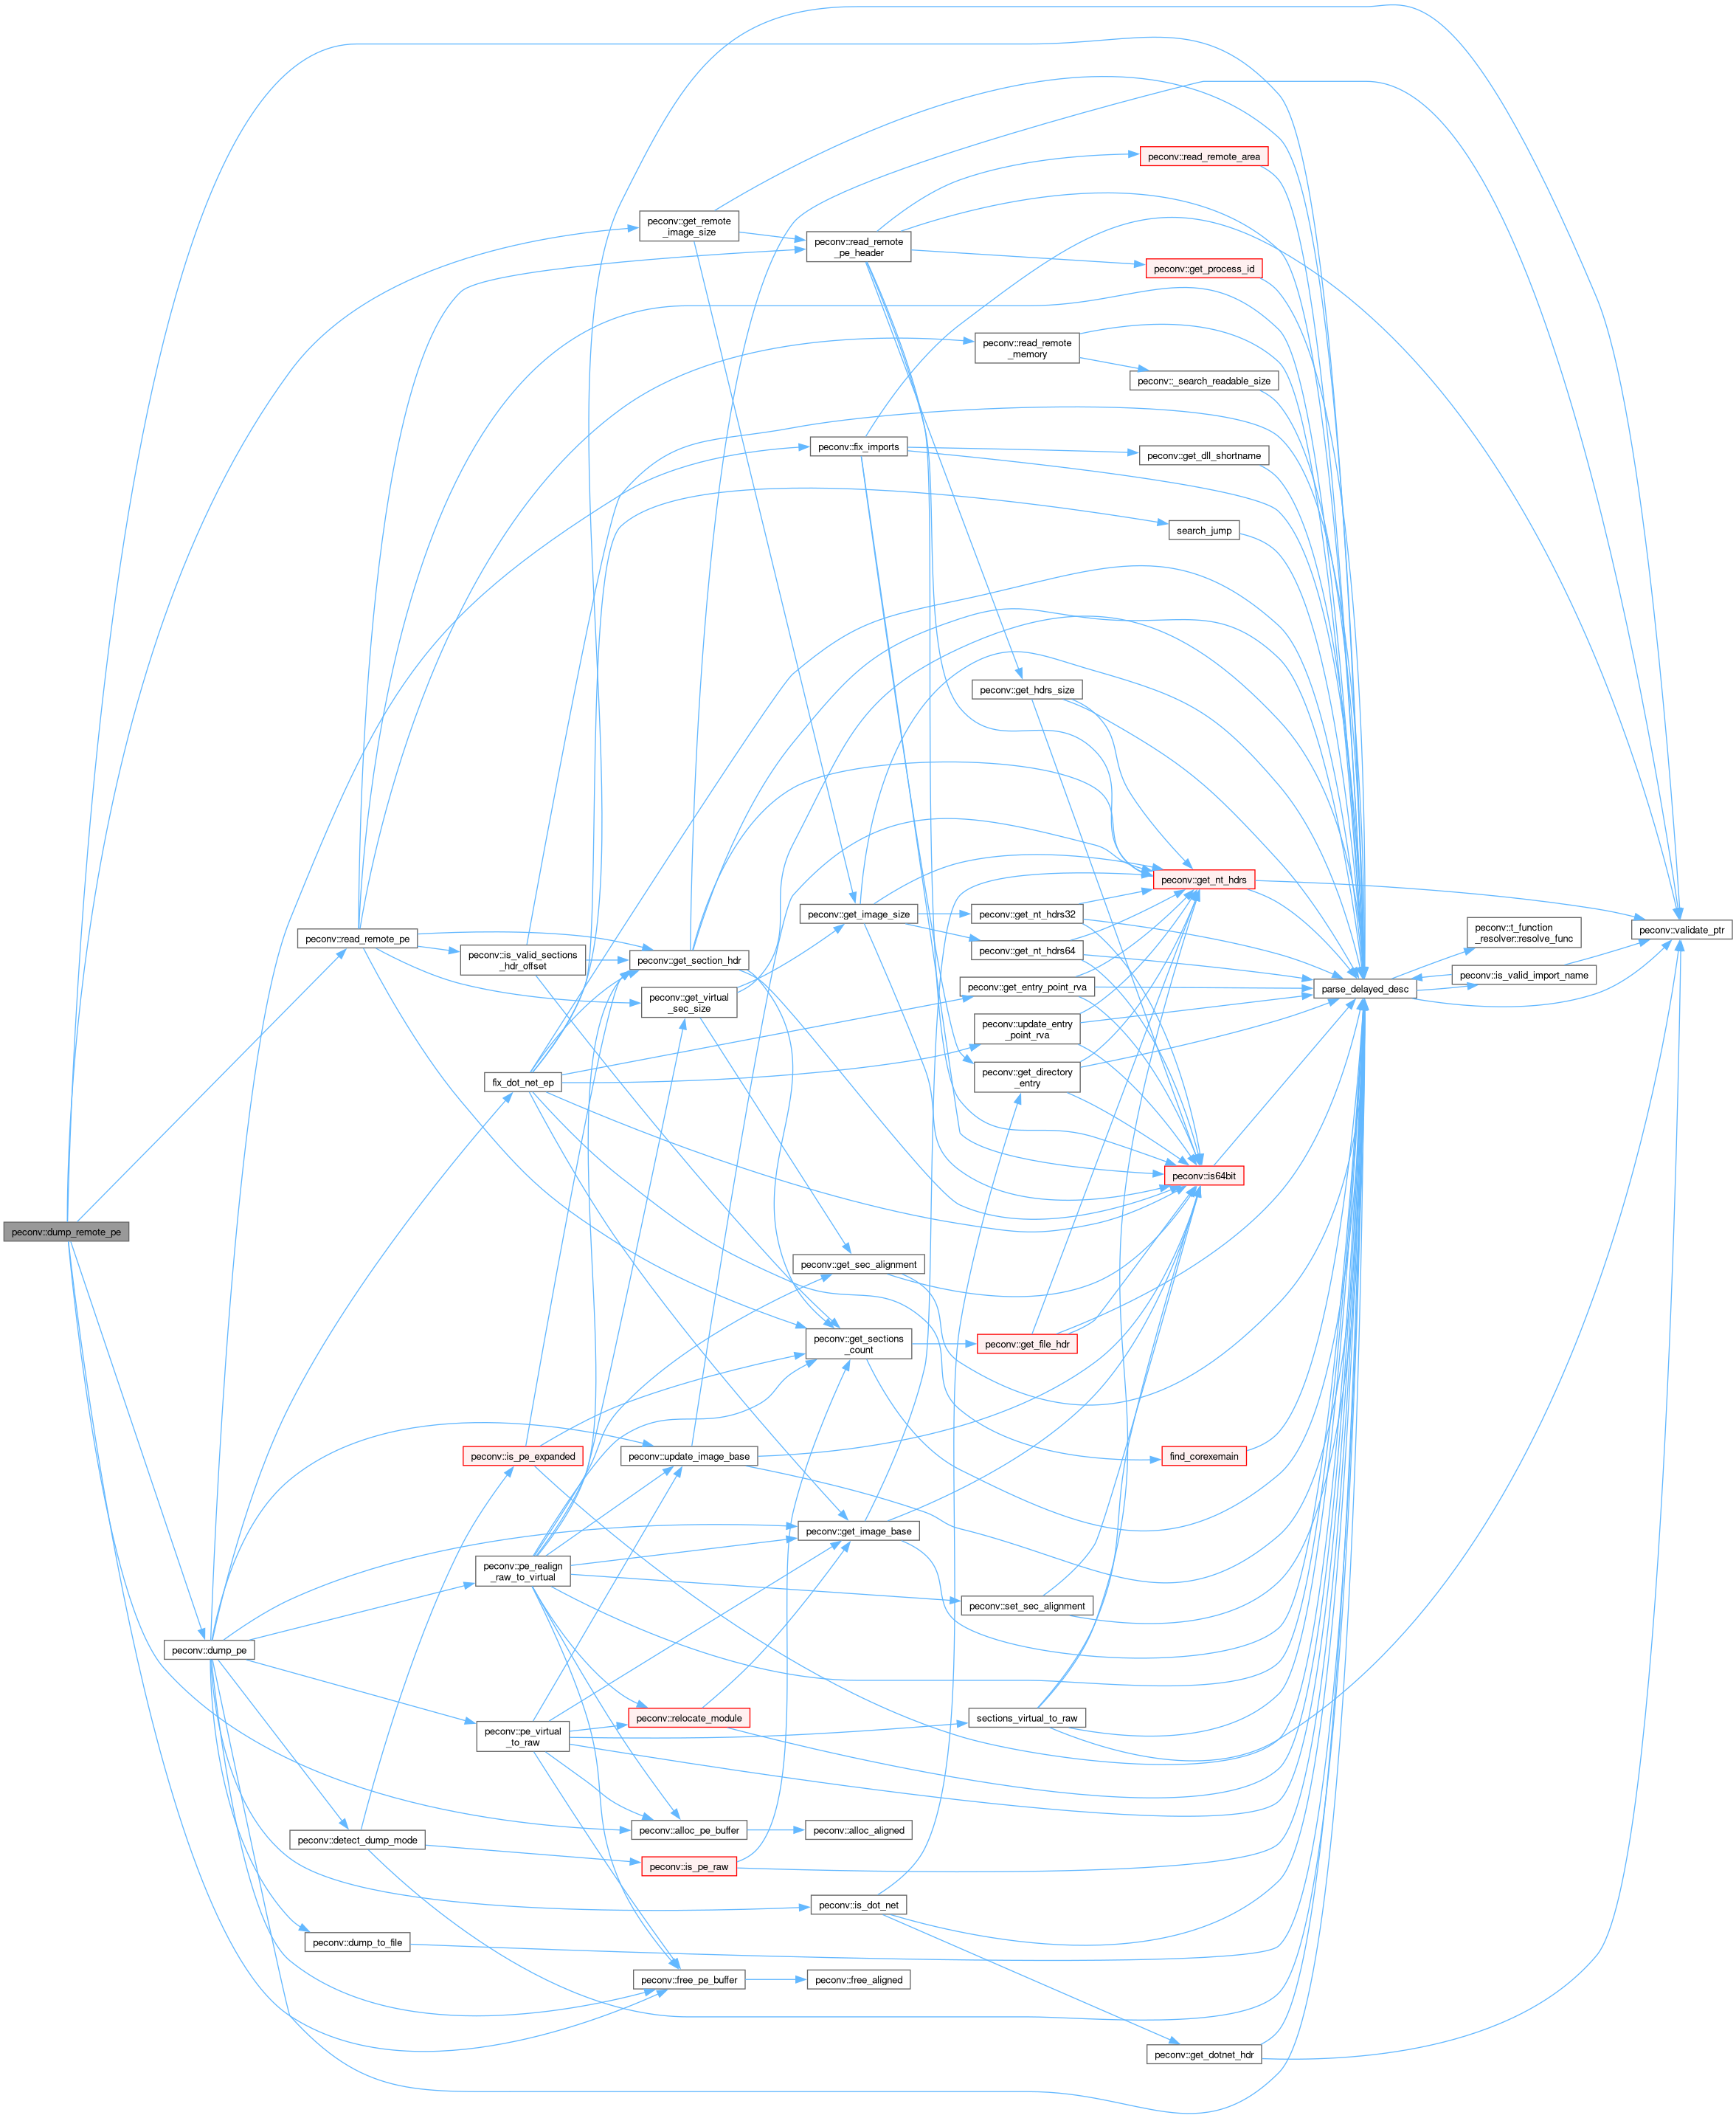 peconv::read_remote_area
peconv::get_remote
_image_size
peconv::read_remote
_pe_header
peconv::get_process_id
peconv::read_remote
_memory
peconv::_search_readable_size
peconv::fix_imports
peconv::get_dll_shortname
search_jump
peconv::get_hdrs_size
peconv::get_nt_hdrs
peconv::get_image_size
peconv::get_nt_hdrs32
peconv::t_function
_resolver::resolve_func
peconv::validate_ptr
peconv::read_remote_pe
peconv::get_nt_hdrs64
peconv::is_valid_sections
_hdr_offset
peconv::get_section_hdr
peconv::is_valid_import_name
peconv::get_entry_point_rva
parse_delayed_desc
peconv::get_virtual
_sec_size
peconv::update_entry
_point_rva
peconv::get_directory
_entry
fix_dot_net_ep
peconv::is64bit
peconv::dump_remote_pe
peconv::get_sec_alignment
peconv::get_sections
_count
peconv::get_file_hdr
peconv::is_pe_expanded
peconv::update_image_base
find_corexemain
peconv::get_image_base
peconv::pe_realign
_raw_to_virtual
peconv::set_sec_alignment
peconv::dump_pe
peconv::relocate_module
sections_virtual_to_raw
peconv::pe_virtual
_to_raw
peconv::alloc_pe_buffer
peconv::alloc_aligned
peconv::detect_dump_mode
peconv::is_pe_raw
peconv::is_dot_net
peconv::dump_to_file
peconv::free_pe_buffer
peconv::free_aligned
peconv::get_dotnet_hdr